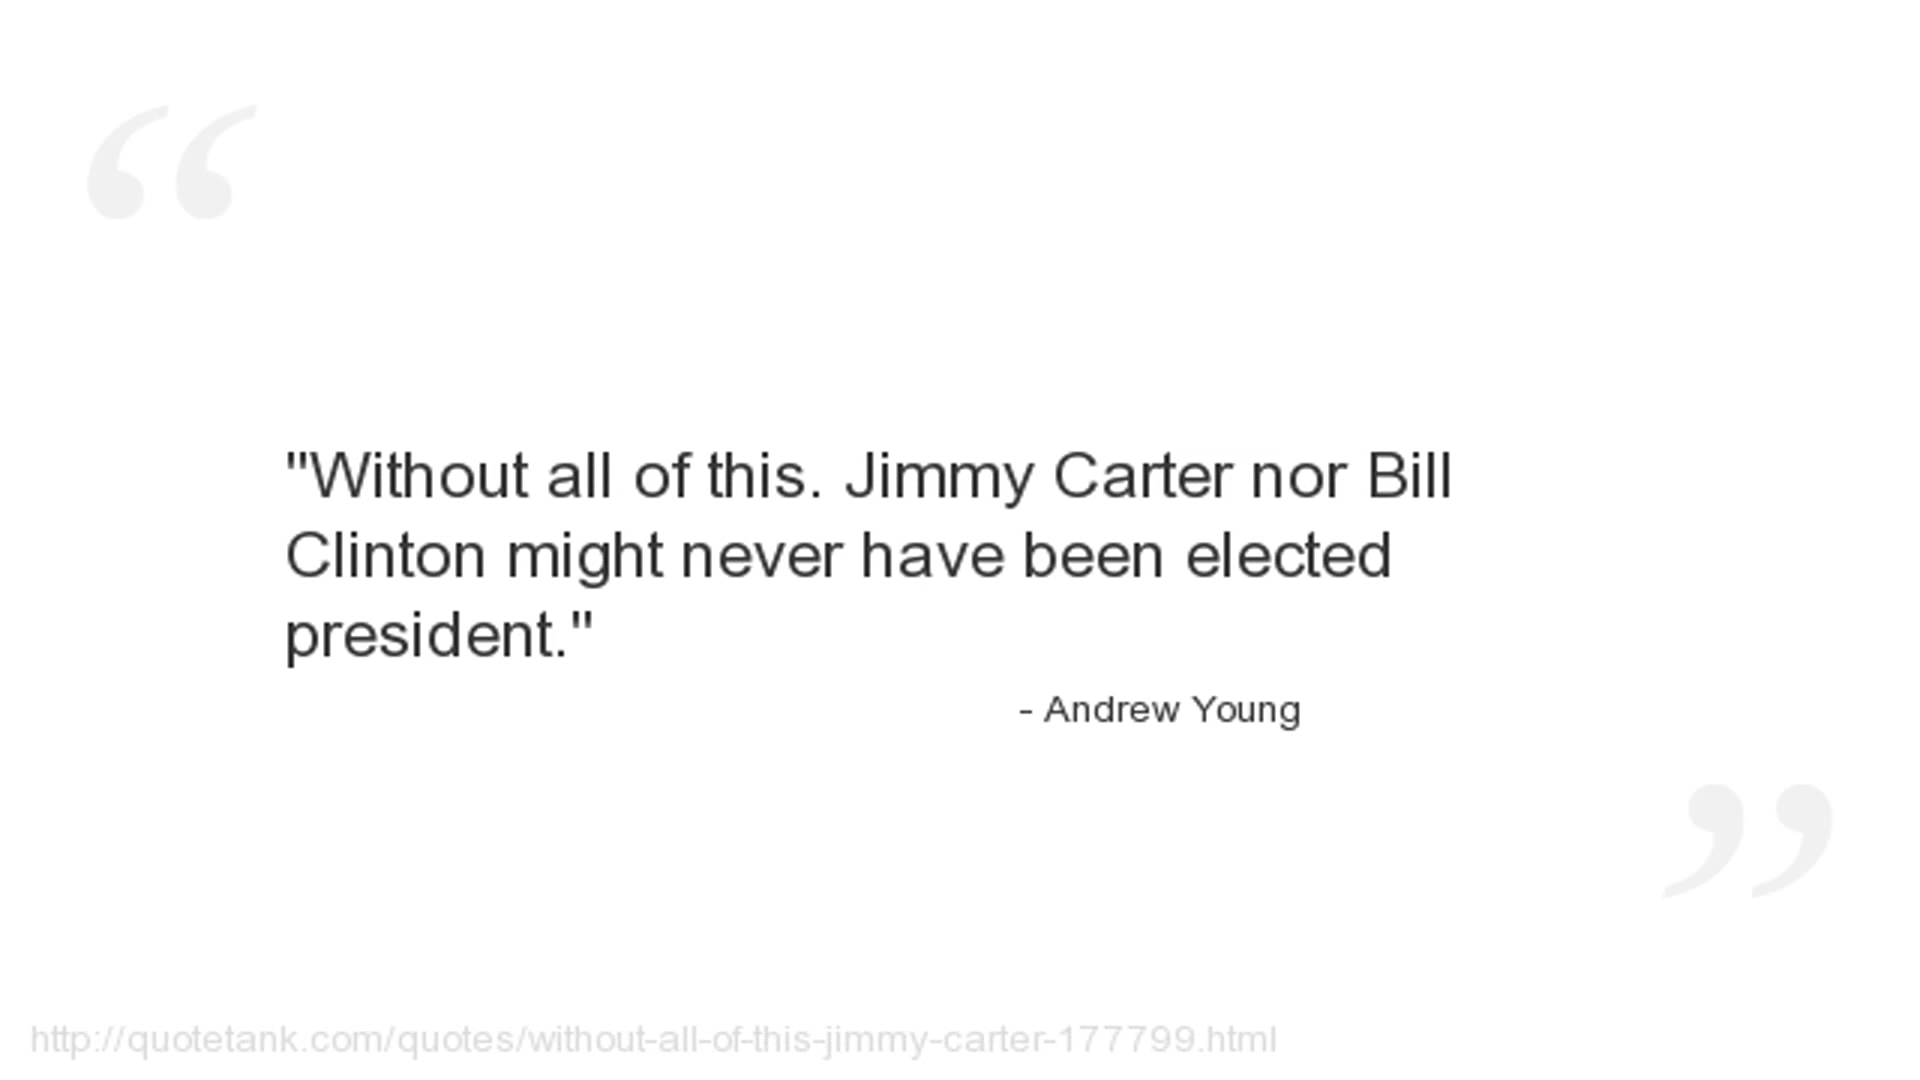 "Without all of this. Jimmy Carter nor Bill
Clinton might never have been elected
president."
- Andrew Young
http://quotetank.com/quotes/without-all-of-this-jimmy-carter-177799.html